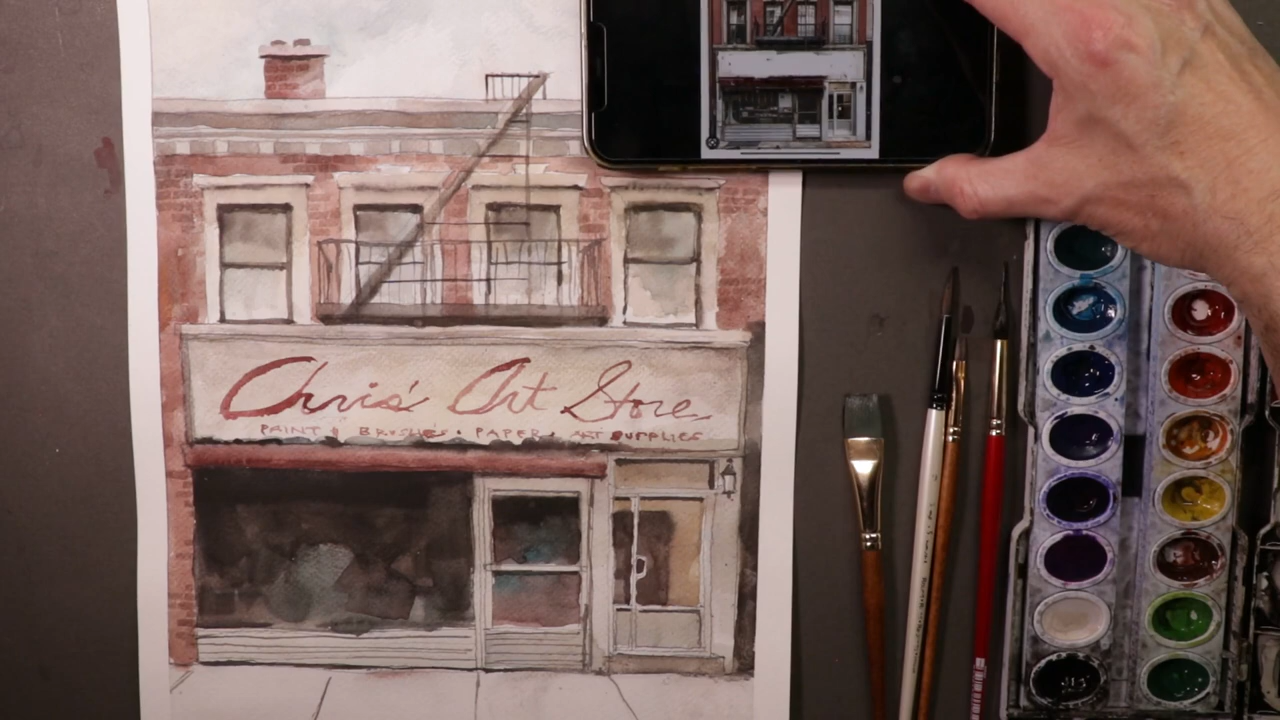 Chris' Art Store
PAINT • BRUSHES • PAPER • ART SUPPLIES